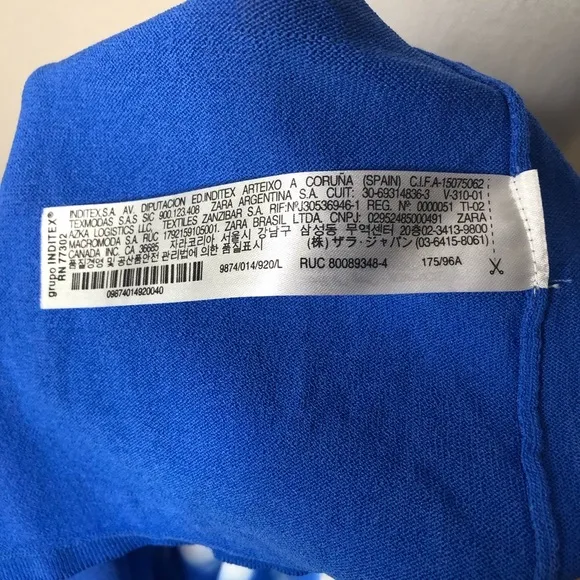 grupo INDITEX®
RN 77302
INDITEX,S.A. AV. DIPUTACION ED.INDITEX ARTEIXO A CORUÑA (SPAIN) C.I.F.A-15075062
TEXMODAS S.A.S SIC 900.123.408 ZARA ARGENTINA S.A. CUIT: 30-69314836-3 V-310-01
AZKA LOGISTICS LLC, TEXTILES ZANZIBAR S.A. RIF:NºJ30536946-1 REG. Nº 0000051 TI-02
MACROMODA S.A. RUC 1792159105001. ZARA BRASIL LTDA. CNPJ: 02952485000491 ZARA
CANADA INC. CA 36685 자라코리아 서울시 강남구 삼성동 무역센터 20층02-3413-9800
품질경영 및 공산품안전 관리법에 의한 품질표시 (株) ザラ・ジャパン (03-6415-8061)
9874/014/920/L RUC 80089348-4 175/96A
09874014920040